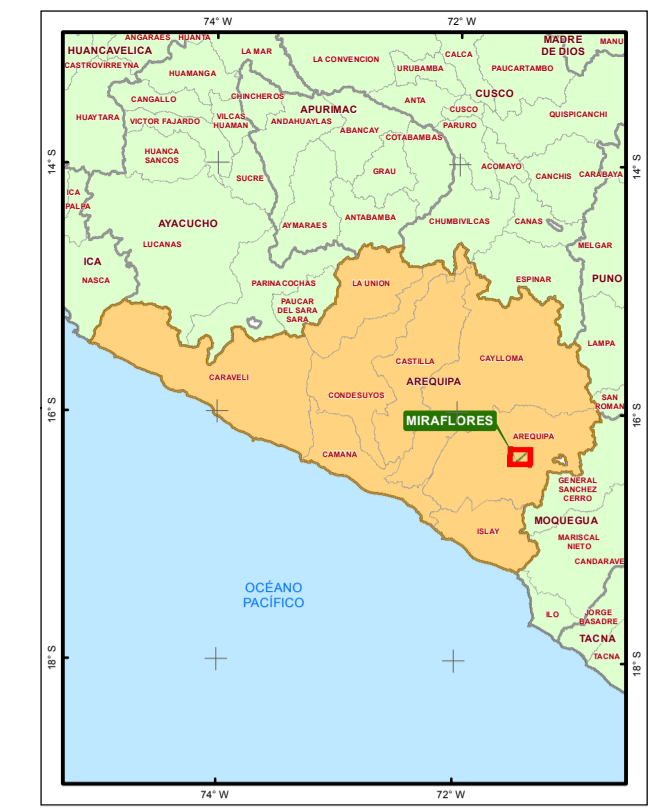 74° W
72° W
ANGARAES
HUANTA
HUANCAVELICA
LA MAR
LA CONVENCION
CALCA
MADRE
DE DIOS
MANU
CASTROVIRREYNA
HUAMANGA
URUBAMBA
PAUCARTAMBO
CANGALLO
CHINCHEROS
APURIMAC
ANTA
CUSCO
CUSCO
HUAYTARA
VICTOR FAJARDO
VILCAS
HUAMAN
ANDAHUAYLAS
ABANCAY
COTABAMBAS
PARURO
QUISPICANCHI
14° S
HUANCA
SANCOS
GRAU
ACOMAYO
CANCHIS
CARABAYA
14° S
SUCRE
ICA
PALPA
AYACUCHO
AYMARAES
ANTABAMBA
CHUMBIVILCAS
CANAS
LUCANAS
MELGAR
ICA
NASCA
PARINACOCHAS
LA UNION
ESPINAR
PUNO
PAUCAR
DEL SARA
SARA
LAMPA
CASTILLA
CAYLLOMA
CARAVELI
AREQUIPA
CONDESUYOS
SAN
ROMAN
16° S
16° S
MIRAFLORES
AREQUIPA
CAMANA
GENERAL
SANCHEZ
CERRO
MOQUEGUA
ISLAY
MARISCAL
NIETO
CANDARAVE
OCÉANO
PACÍFICO
ILO
JORGE
BASADRE
TACNA
TACNA
18° S
18° S
74° W
72° W